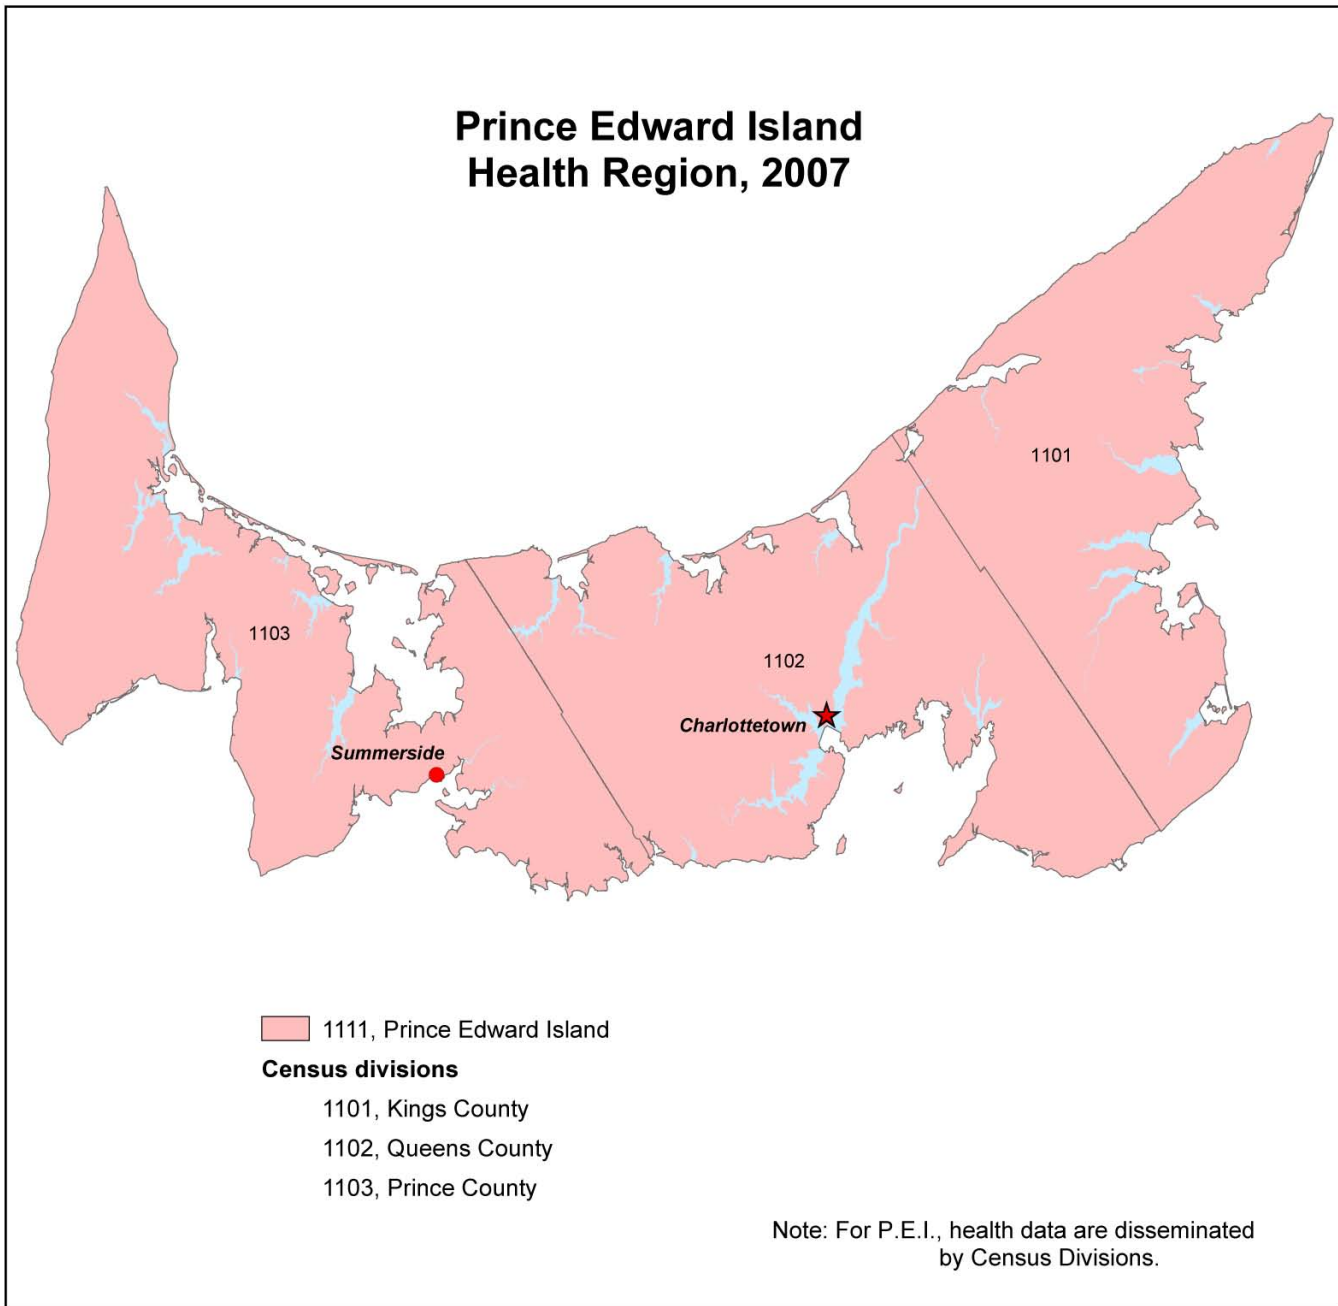 Prince Edward Island
Health Region, 2007
1101
1103
1102
Charlottetown
Summerside
1111, Prince Edward Island
Census divisions
1101, Kings County
1102, Queens County
1103, Prince County
Note: For P.E.I., health data are disseminated
by Census Divisions.